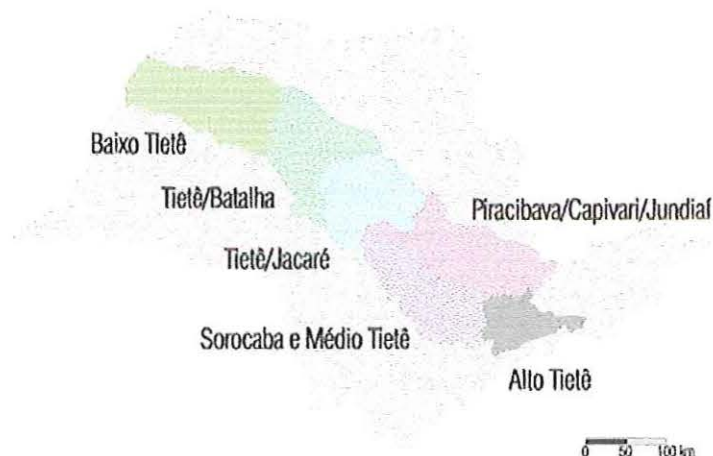 Baixo Tietê
Tietê/Batalha
Piracibava/Capivari/Jundiaí
Tietê/Jacaré
Sorocaba e Médio Tietê
Alto Tietê
0 50 100 km